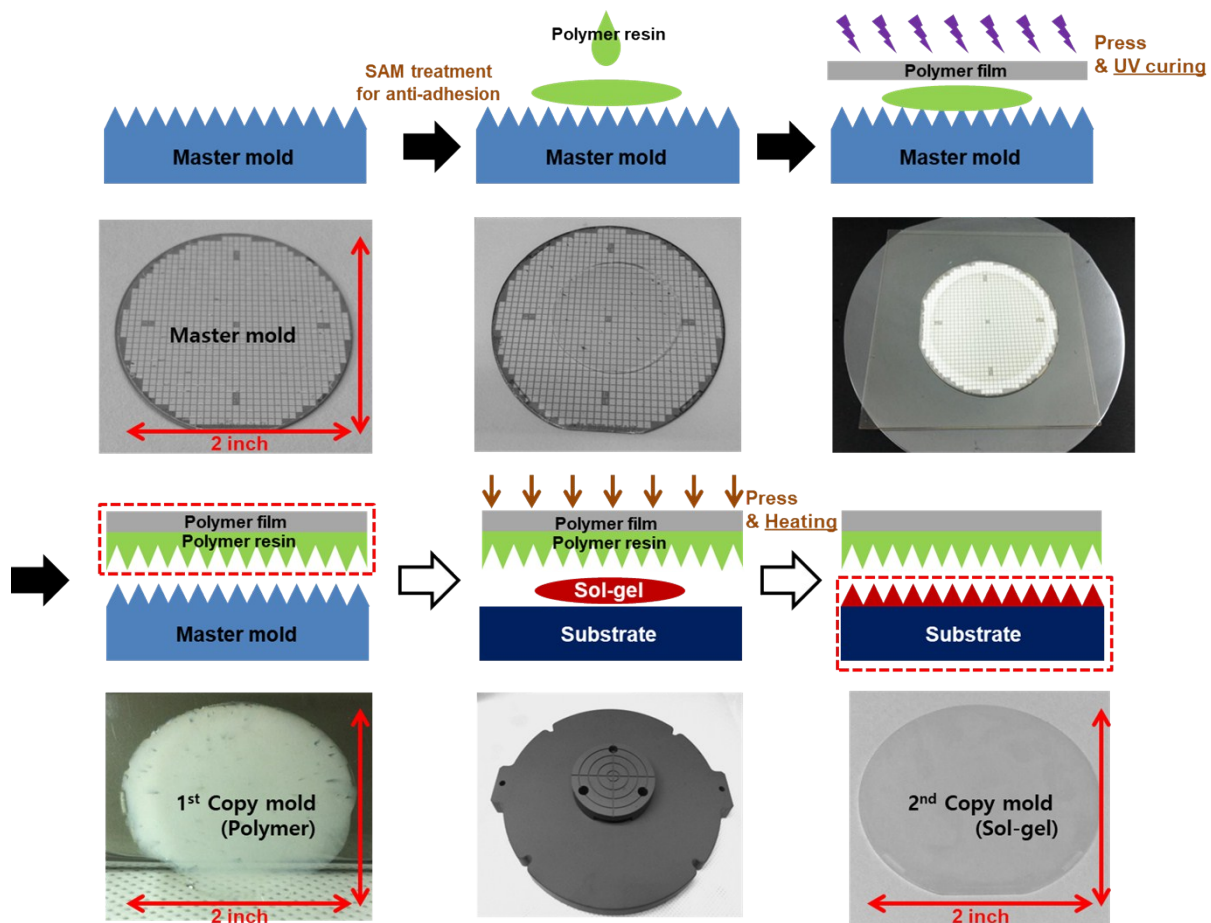 Polymer resin
SAM treatment
for anti-adhesion
Press
& UV curing
Polymer film
Master mold
Master mold
Master mold
Master mold
2 inch
Polymer film
Polymer resin
Master mold
Press
& Heating
Polymer film
Polymer resin
Sol-gel
Substrate
Substrate
1st Copy mold
(Polymer)
2 inch
2nd Copy mold
(Sol-gel)
2 inch